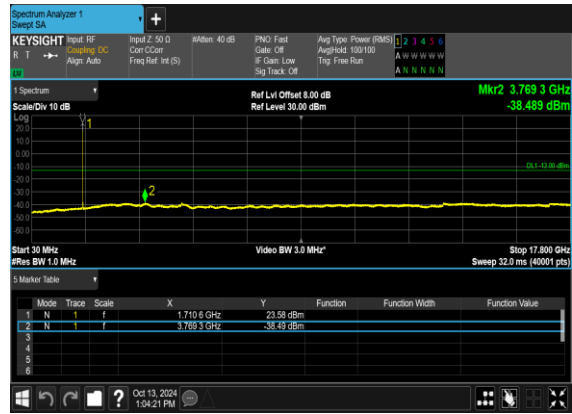 Spectrum Analyzer 1
Swept SA
KEYSIGHT Input: RF Input Z: 50 Ω #Atten: 40 dB PNO: Fast Avg Type: Power (RMS) 1 2 3 4 5 6
R T Coupling: DC Corr CCorr Gate: Off Avg|Hold: 100/100 A W W W W W
Align: Auto Freq Ref: Int (S) IF Gain: Low Trig: Free Run
Sig Track: Off A N N N N N
1 Spectrum Ref Lvl Offset 8.00 dB Mkr2 3.769 3 GHz
Scale/Div 10 dB Ref Level 30.00 dBm -38.489 dBm
Log
1
20.0
10.0
0.00
-10.0 DL1 -13.00 dBm
-20.0
-30.0 2
-40.0
-50.0
-60.0
Start 30 MHz Video BW 3.0 MHz* Stop 17.800 GHz
#Res BW 1.0 MHz Sweep 32.0 ms (40001 pts)
5 Marker Table
Mode Trace Scale X Y Function Function Width Function Value
1 N 1 f 1.710 6 GHz 23.58 dBm
2 N 1 f 3.769 3 GHz -38.49 dBm
3
4
5
6
? Oct 13, 2024
1:04:21 PM